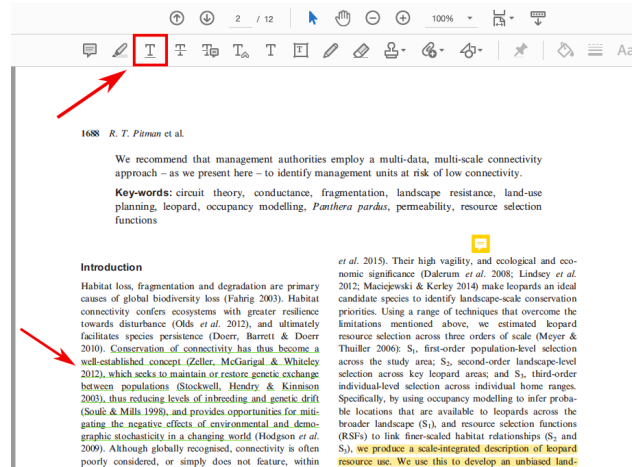 2 / 12 100%
T T T T T T Aa
1688 R. T. Pitman et al.
We recommend that management authorities employ a multi-data, multi-scale connectivity
approach – as we present here – to identify management units at risk of low connectivity.
Key-words: circuit theory, conductance, fragmentation, landscape resistance, land-use
planning, leopard, occupancy modelling, Panthera pardus, permeability, resource selection
functions
Introduction
Habitat loss, fragmentation and degradation are primary
causes of global biodiversity loss (Fahrig 2003). Habitat
connectivity confers ecosystems with greater resilience
towards disturbance (Olds et al. 2012), and ultimately
facilitates species persistence (Doerr, Barrett & Doerr
2010). Conservation of connectivity has thus become a
well-established concept (Zeller, McGarigal & Whiteley
2012), which seeks to maintain or restore genetic exchange
between populations (Stockwell, Hendry & Kinnison
2003), thus reducing levels of inbreeding and genetic drift
(Soulè & Mills 1998), and provides opportunities for miti-
gating the negative effects of environmental and demo-
graphic stochasticity in a changing world (Hodgson et al.
2009). Although globally recognised, connectivity is often
poorly considered, or simply does not feature, within
et al. 2015). Their high vagility, and ecological and eco-
nomic significance (Dalerum et al. 2008; Lindsey et al.
2012; Maciejewski & Kerley 2014) make leopards an ideal
candidate species to identify landscape-scale conservation
priorities. Using a range of techniques that overcome the
limitations mentioned above, we estimated leopard
resource selection across three orders of scale (Meyer &
Thuiller 2006): S₁, first-order population-level selection
across the study area; S₂, second-order landscape-level
selection across key leopard areas; and S₃, third-order
individual-level selection across individual home ranges.
Specifically, by using occupancy modelling to infer proba-
ble locations that are available to leopards across the
broader landscape (S₁), and resource selection functions
(RSFs) to link finer-scaled habitat relationships (S₂ and
S₃), we produce a scale-integrated description of leopard
resource use. We use this to develop an unbiased land-